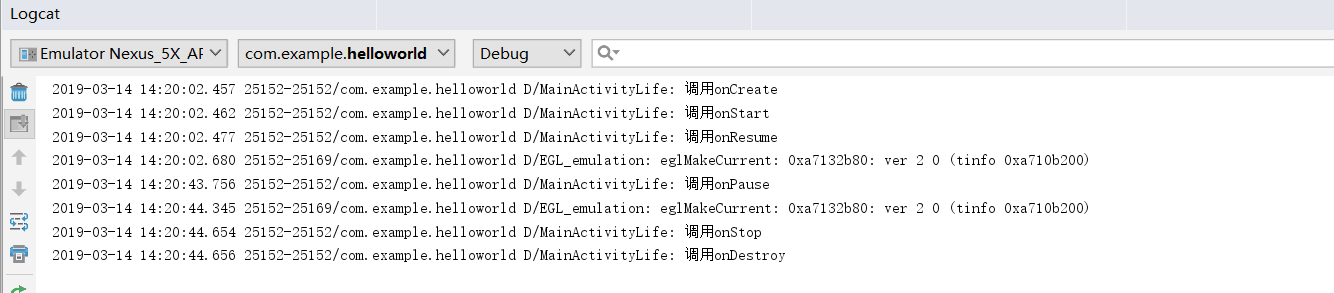 Logcat
Emulator Nexus_5X_AP com.example.helloworld Debug
2019-03-14 14:20:02.457 25152-25152/com.example.helloworld D/MainActivityLife: 调用onCreate
2019-03-14 14:20:02.462 25152-25152/com.example.helloworld D/MainActivityLife: 调用onStart
2019-03-14 14:20:02.477 25152-25152/com.example.helloworld D/MainActivityLife: 调用onResume
2019-03-14 14:20:02.680 25152-25169/com.example.helloworld D/EGL_emulation: eglMakeCurrent: 0xa7132b80: ver 2 0 (tinfo 0xa710b200)
2019-03-14 14:20:43.756 25152-25152/com.example.helloworld D/MainActivityLife: 调用onPause
2019-03-14 14:20:44.345 25152-25169/com.example.helloworld D/EGL_emulation: eglMakeCurrent: 0xa7132b80: ver 2 0 (tinfo 0xa710b200)
2019-03-14 14:20:44.654 25152-25152/com.example.helloworld D/MainActivityLife: 调用onStop
2019-03-14 14:20:44.656 25152-25152/com.example.helloworld D/MainActivityLife: 调用onDestroy